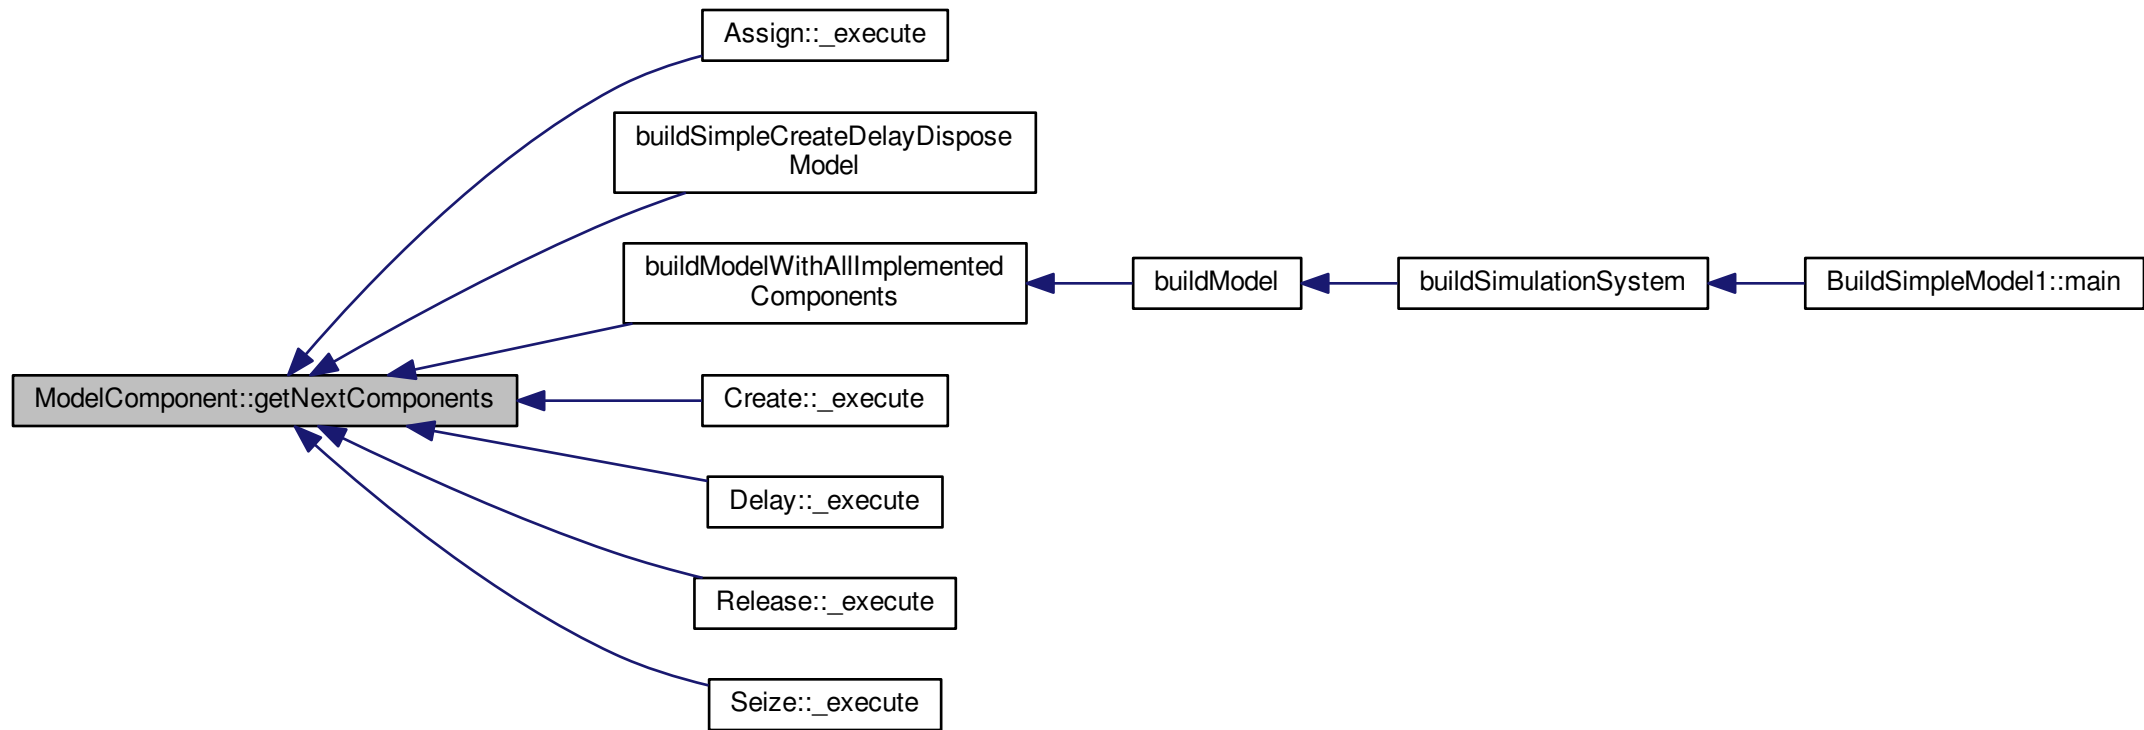 Assign::_execute
buildSimpleCreateDelayDispose
Model
buildModelWithAllImplemented
Components
buildModel
buildSimulationSystem
BuildSimpleModel1::main
ModelComponent::getNextComponents
Create::_execute
Delay::_execute
Release::_execute
Seize::_execute